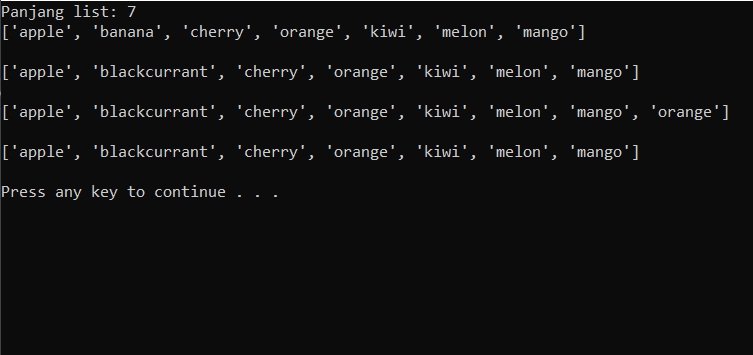 Panjang list: 7
['apple', 'banana', 'cherry', 'orange', 'kiwi', 'melon', 'mango']
['apple', 'blackcurrant', 'cherry', 'orange', 'kiwi', 'melon', 'mango']
['apple', 'blackcurrant', 'cherry', 'orange', 'kiwi', 'melon', 'mango', 'orange']
['apple', 'blackcurrant', 'cherry', 'orange', 'kiwi', 'melon', 'mango']
Press any key to continue . . .